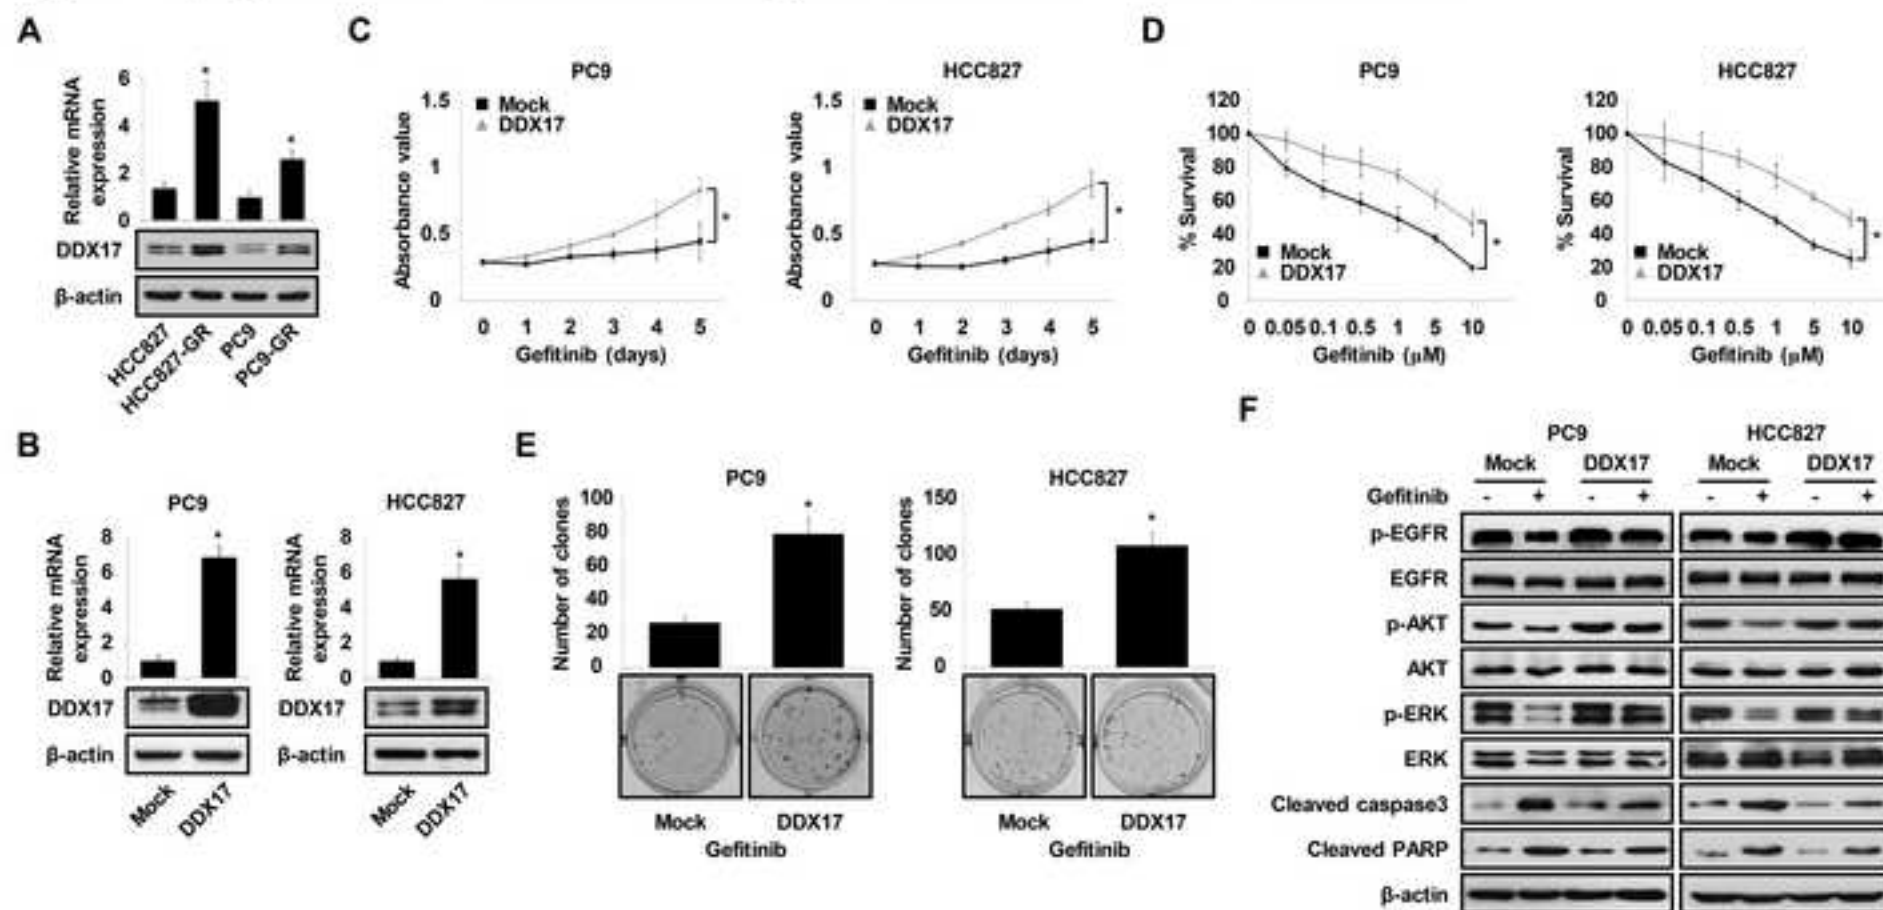 A
Relative mRNA
expression
6
4
2
0
*
*
DDX17
β-actin
HCC827
HCC827-GR
PC9
PC9-GR
B
PC9
Relative mRNA
expression
8
6
4
2
0
*
DDX17
β-actin
Mock
DDX17
HCC827
Relative mRNA
expression
8
6
4
2
0
*
DDX17
β-actin
Mock
DDX17
C
PC9
Absorbance value
1.5
1
0.5
0
Mock
DDX17
*
0 1 2 3 4 5
Gefitinib (days)
HCC827
Absorbance value
1.5
1
0.5
0
Mock
DDX17
*
0 1 2 3 4 5
Gefitinib (days)
D
PC9
% Survival
120
100
80
60
40
20
0
Mock
DDX17
*
0 0.05 0.1 0.5 1 5 10
Gefitinib (μM)
HCC827
% Survival
120
100
80
60
40
20
0
Mock
DDX17
*
0 0.05 0.1 0.5 1 5 10
Gefitinib (μM)
E
PC9
Number of clones
100
80
60
40
20
0
*
Mock DDX17
Gefitinib
HCC827
Number of clones
150
100
50
0
*
Mock DDX17
Gefitinib
F
PC9 HCC827
Mock DDX17 Mock DDX17
Gefitinib - + - + - + - +
p-EGFR
EGFR
p-AKT
AKT
p-ERK
ERK
Cleaved caspase3
Cleaved PARP
β-actin